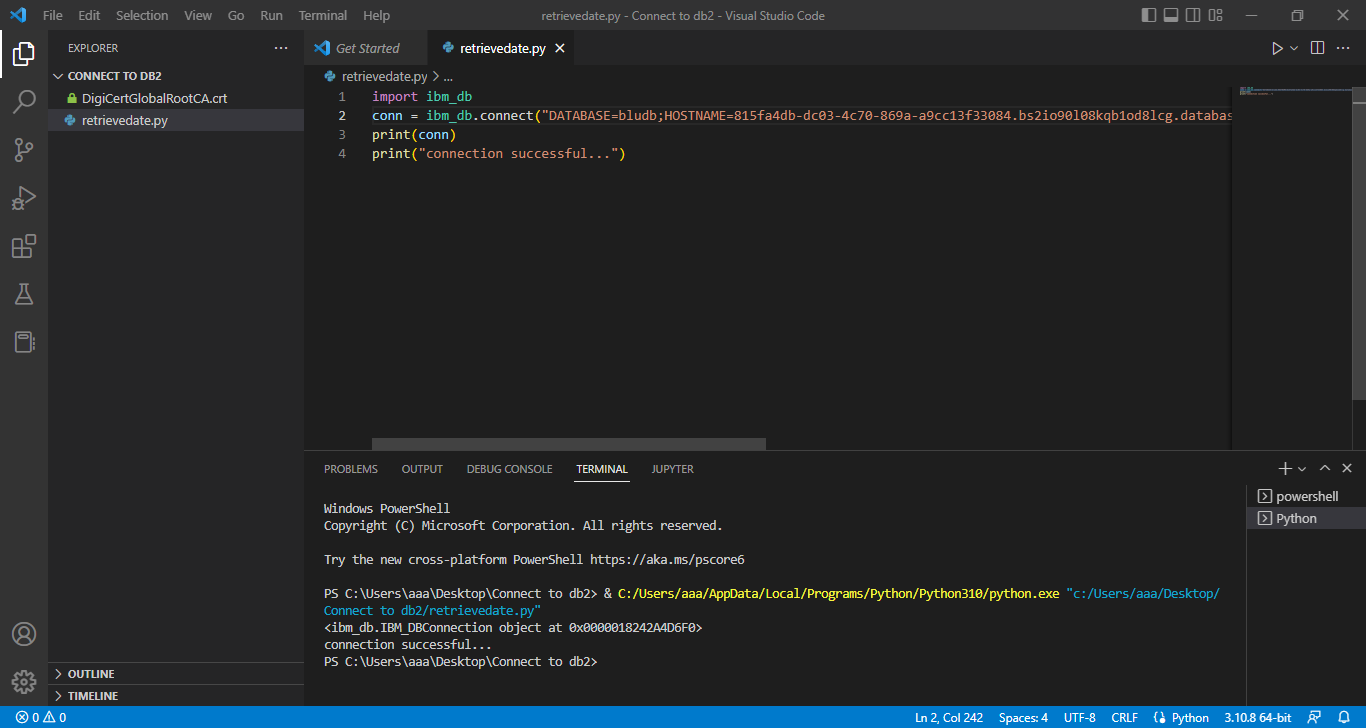 File Edit Selection View Go Run Terminal Help
retrievedate.py - Connect to db2 - Visual Studio Code
EXPLORER
CONNECT TO DB2
DigiCertGlobalRootCA.crt
retrievedate.py
OUTLINE
TIMELINE
Get Started
retrievedate.py
retrievedate.py > ...
1 import ibm_db
2 conn = ibm_db.connect("DATABASE=bludb;HOSTNAME=815fa4db-dc03-4c70-869a-a9cc13f33084.bs2io90l08kqb1od8lcg.databas
3 print(conn)
4 print("connection successful...")
PROBLEMS OUTPUT DEBUG CONSOLE TERMINAL JUPYTER
Windows PowerShell
Copyright (C) Microsoft Corporation. All rights reserved.
Try the new cross-platform PowerShell https://aka.ms/pscore6
PS C:\Users\aaa\Desktop\Connect to db2> & C:/Users/aaa/AppData/Local/Programs/Python/Python310/python.exe "c:/Users/aaa/Desktop/
Connect to db2/retrievedate.py"
<ibm_db.IBM_DBConnection object at 0x0000018242A4D6F0>
connection successful...
PS C:\Users\aaa\Desktop\Connect to db2>
powershell
Python
0 0
Ln 2, Col 242 Spaces: 4 UTF-8 CRLF Python 3.10.8 64-bit